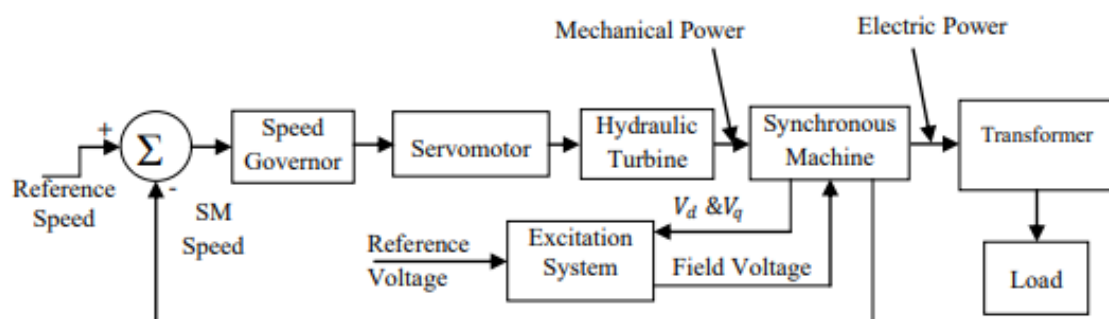 Mechanical Power
Electric Power
+
Σ
-
Speed
Governor
Servomotor
Hydraulic
Turbine
Synchronous
Machine
Transformer
Reference
Speed
SM
Speed
V_d &V_q
Reference
Voltage
Excitation
System
Field Voltage
Load